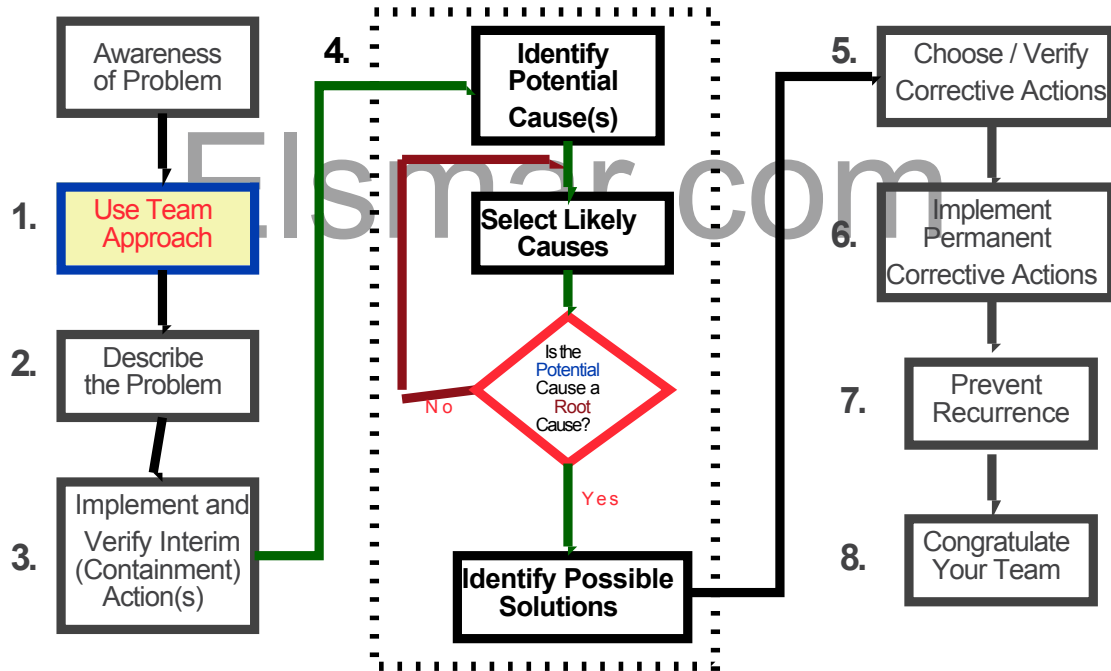 Awareness
of Problem
1.
Use Team
Approach
2.
Describe
the Problem
3.
Implement and
Verify Interim
(Containment)
Action(s)
4.
Identify
Potential
Cause(s)
Select Likely
Causes
Is the
Potential
Cause a
Root
Cause?
No
Yes
Identify Possible
Solutions
5.
Choose / Verify
Corrective Actions
6.
Implement
Permanent
Corrective Actions
7.
Prevent
Recurrence
8.
Congratulate
Your Team
Elsmar.com